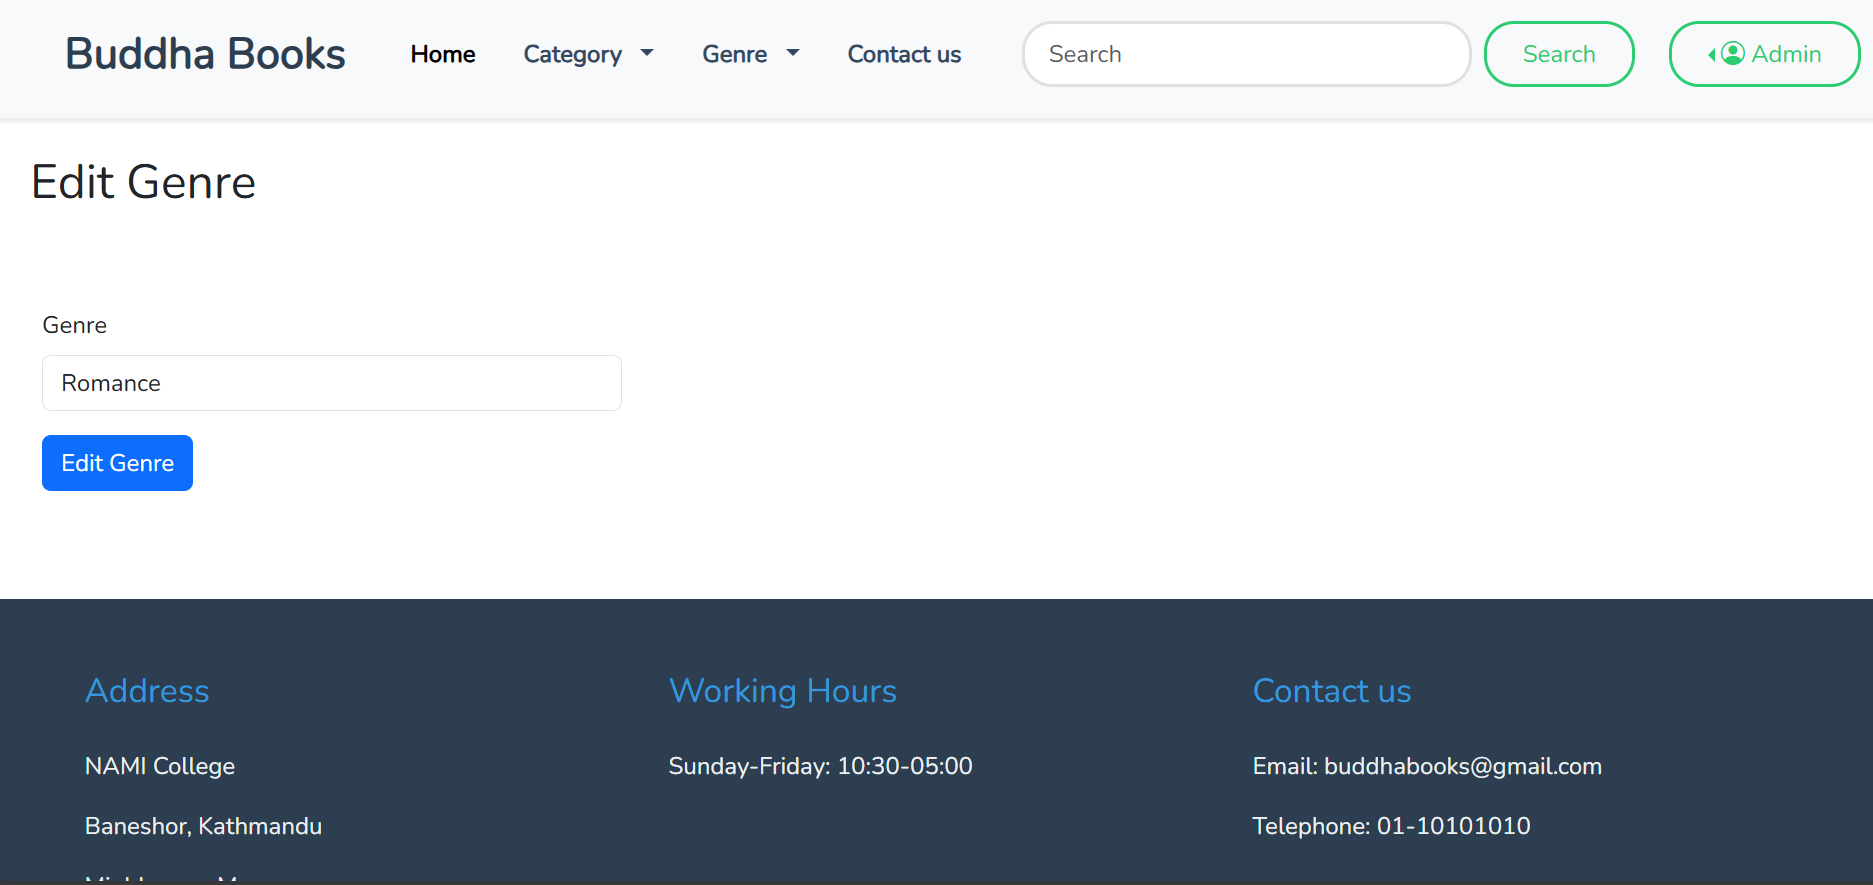 Buddha Books Home Category Genre Contact us Search Search Admin
Edit Genre
Genre
Romance
Edit Genre
Address Working Hours Contact us
NAMI College Sunday-Friday: 10:30-05:00 Email: buddhabooks@gmail.com
Baneshor, Kathmandu Telephone: 01-10101010